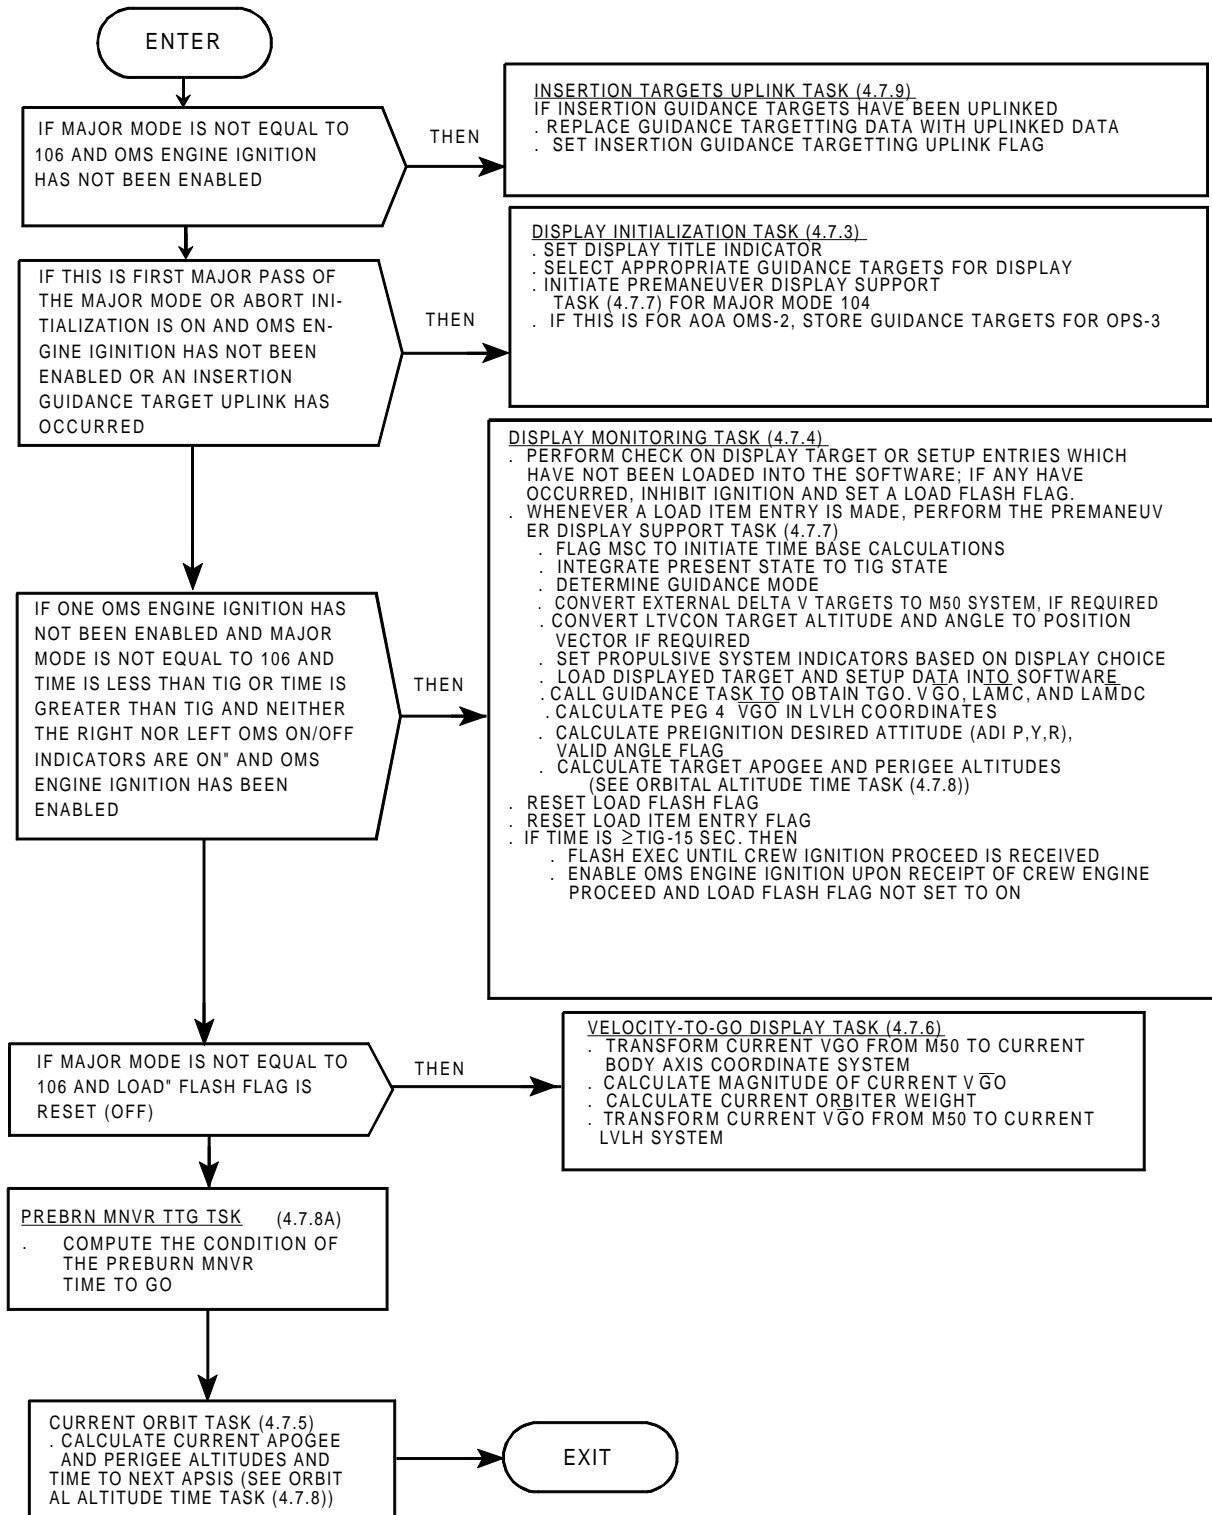 ENTER
IF MAJOR MODE IS NOT EQUAL TO
106 AND OMS ENGINE IGNITION
HAS NOT BEEN ENABLED
THEN
INSERTION TARGETS UPLINK TASK (4.7.9)
IF INSERTION GUIDANCE TARGETS HAVE BEEN UPLINKED
. REPLACE GUIDANCE TARGETTING DATA WITH UPLINKED DATA
. SET INSERTION GUIDANCE TARGETTING UPLINK FLAG
IF THIS IS FIRST MAJOR PASS OF
THE MAJOR MODE OR ABORT INI-
TIALIZATION IS ON AND OMS EN-
GINE IGINITION HAS NOT BEEN
ENABLED OR AN INSERTION
GUIDANCE TARGET UPLINK HAS
OCCURRED
THEN
DISPLAY INITIALIZATION TASK (4.7.3)
. SET DISPLAY TITLE INDICATOR
. SELECT APPROPRIATE GUIDANCE TARGETS FOR DISPLAY
. INITIATE PREMANEUVER DISPLAY SUPPORT
TASK (4.7.7) FOR MAJOR MODE 104
. IF THIS IS FOR AOA OMS-2, STORE GUIDANCE TARGETS FOR OPS-3
IF ONE OMS ENGINE IGNITION HAS
NOT BEEN ENABLED AND MAJOR
MODE IS NOT EQUAL TO 106 AND
TIME IS LESS THAN TIG OR TIME IS
GREATER THAN TIG AND NEITHER
THE RIGHT NOR LEFT OMS ON/OFF
INDICATORS ARE ON" AND OMS
ENGINE IGNITION HAS BEEN
ENABLED
THEN
DISPLAY MONITORING TASK (4.7.4)
. PERFORM CHECK ON DISPLAY TARGET OR SETUP ENTRIES WHICH
HAVE NOT BEEN LOADED INTO THE SOFTWARE; IF ANY HAVE
OCCURRED, INHIBIT IGNITION AND SET A LOAD FLASH FLAG.
. WHENEVER A LOAD ITEM ENTRY IS MADE, PERFORM THE PREMANEUV
ER DISPLAY SUPPORT TASK (4.7.7)
. FLAG MSC TO INITIATE TIME BASE CALCULATIONS
. INTEGRATE PRESENT STATE TO TIG STATE
. DETERMINE GUIDANCE MODE
. CONVERT EXTERNAL DELTA V TARGETS TO M50 SYSTEM, IF REQUIRED
. CONVERT LTVCON TARGET ALTITUDE AND ANGLE TO POSITION
VECTOR IF REQUIRED
. SET PROPULSIVE SYSTEM INDICATORS BASED ON DISPLAY CHOICE
. LOAD DISPLAYED TARGET AND SETUP DATA INTO SOFTWARE
. CALL GUIDANCE TASK TO OBTAIN TGO. VGO, LAMC, AND LAMDC
. CALCULATE PEG 4 VGO IN LVLH COORDINATES
. CALCULATE PREIGNITION DESIRED ATTITUDE (ADI P,Y,R),
VALID ANGLE FLAG
. CALCULATE TARGET APOGEE AND PERIGEE ALTITUDES
(SEE ORBITAL ALTITUDE TIME TASK (4.7.8))
. RESET LOAD FLASH FLAG
. RESET LOAD ITEM ENTRY FLAG
. IF TIME IS ≥TIG-15 SEC. THEN
. FLASH EXEC UNTIL CREW IGNITION PROCEED IS RECEIVED
. ENABLE OMS ENGINE IGNITION UPON RECEIPT OF CREW ENGINE
PROCEED AND LOAD FLASH FLAG NOT SET TO ON
IF MAJOR MODE IS NOT EQUAL TO
106 AND LOAD" FLASH FLAG IS
RESET (OFF)
THEN
VELOCITY-TO-GO DISPLAY TASK (4.7.6)
. TRANSFORM CURRENT VGO FROM M50 TO CURRENT
BODY AXIS COORDINATE SYSTEM
. CALCULATE MAGNITUDE OF CURRENT VGO
. CALCULATE CURRENT ORBITER WEIGHT
. TRANSFORM CURRENT VGO FROM M50 TO CURRENT
LVLH SYSTEM
PREBRN MNVR TTG TSK (4.7.8A)
. COMPUTE THE CONDITION OF
THE PREBURN MNVR
TIME TO GO
CURRENT ORBIT TASK (4.7.5)
. CALCULATE CURRENT APOGEE
AND PERIGEE ALTITUDES AND
TIME TO NEXT APSIS (SEE ORBIT
AL ALTITUDE TIME TASK (4.7.8))
EXIT